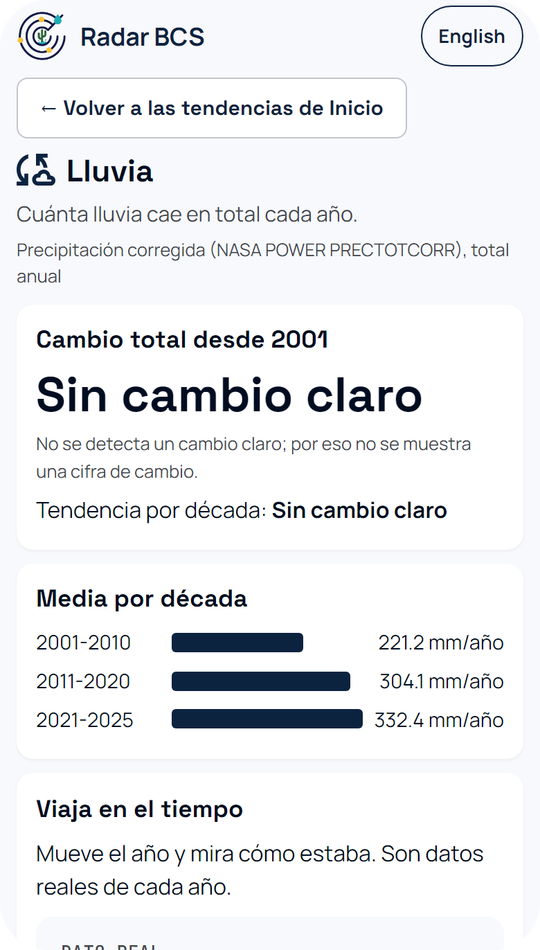 Radar BCS
English
← Volver a las tendencias de Inicio
Lluvia
Cuánta lluvia cae en total cada año.
Precipitación corregida (NASA POWER PRECTOTCORR), total
anual
Cambio total desde 2001
Sin cambio claro
No se detecta un cambio claro; por eso no se muestra
una cifra de cambio.
Tendencia por década: Sin cambio claro
Media por década
2001-2010 221.2 mm/año
2011-2020 304.1 mm/año
2021-2025 332.4 mm/año
Viaja en el tiempo
Mueve el año y mira cómo estaba. Son datos
reales de cada año.